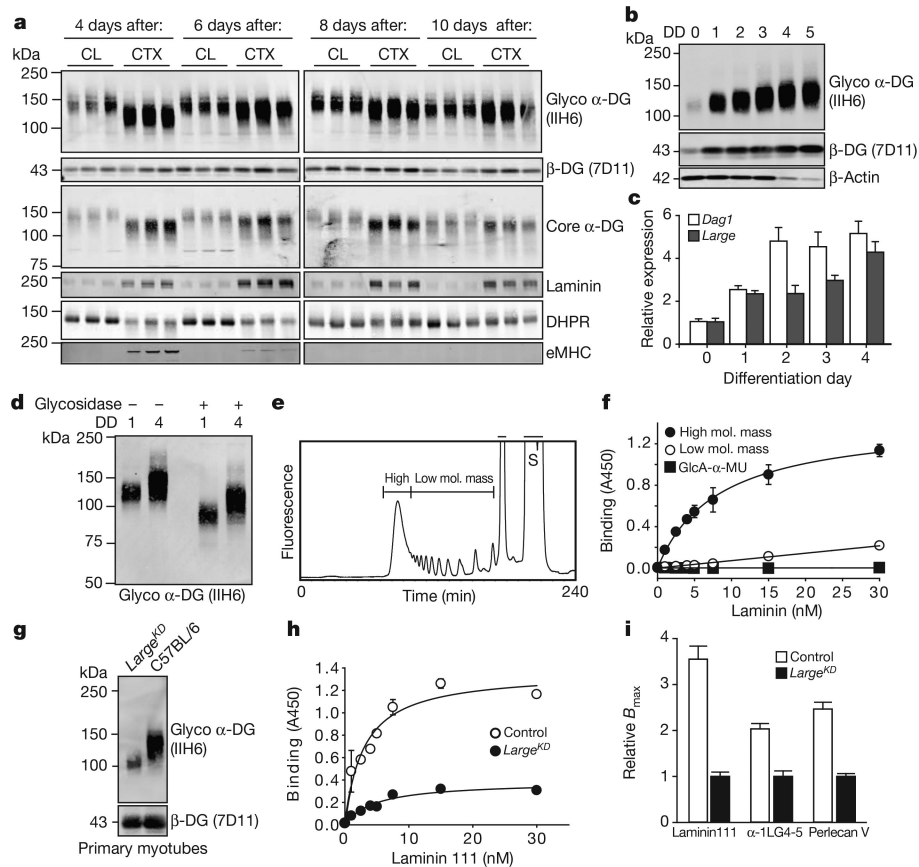 a
4 days after: 6 days after: 8 days after: 10 days after:
CL CTX CL CTX CL CTX CL CTX
kDa
250
150
100
Glyco α-DG
(IIH6)
43
β-DG (7D11)
150
100
75
Core α-DG
250
Laminin
150
DHPR
250
eMHC
b
DD 0 1 2 3 4 5
kDa
250
150
100
Glyco α-DG
(IIH6)
43
β-DG (7D11)
42
β-Actin
c
Relative expression
6
4
2
0
Dag1
Large
0 1 2 3 4
Differentiation day
d
Glycosidase – – + +
DD 1 4 1 4
kDa
250
150
100
75
50
Glyco α-DG (IIH6)
e
Fluorescence
High Low mol. mass
S
0 240
Time (min)
f
Binding (A450)
1.2
0.8
0.4
0.0
High mol. mass
Low mol. mass
GlcA-α-MU
0 5 10 15 20 25 30
Laminin (nM)
g
LargeKD
C57BL/6
kDa
250
150
100
Glyco α-DG
(IIH6)
43
β-DG (7D11)
Primary myotubes
h
Binding (A450)
1.4
1.2
1.0
0.8
0.6
0.4
0.2
0.0
Control
LargeKD
0 10 20 30
Laminin 111 (nM)
i
Relative Bmax
4
3
2
1
0
Control
LargeKD
Laminin111 α-1LG4-5 Perlecan V